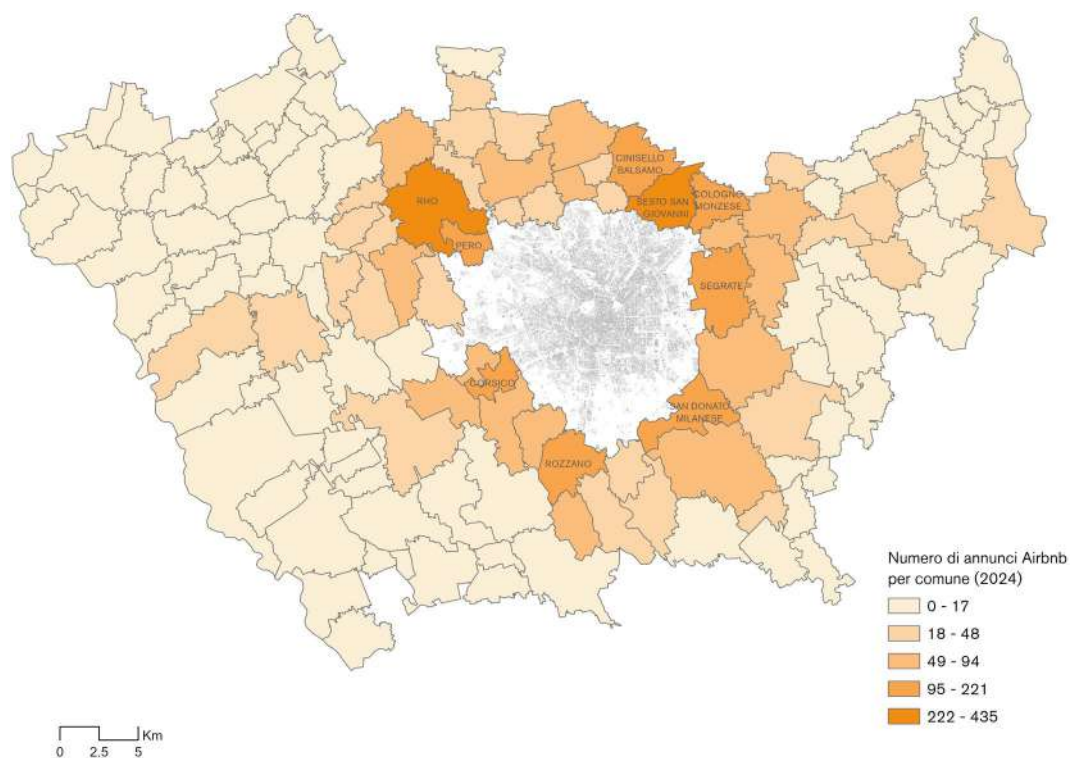 CINISELLO
BALSAMO
COLOGNO
MONZESE
SESTO SAN
GIOVANNI
RHO
PERO
SEGRATE
CORSICO
SAN DONATO
MILANESE
ROZZANO
Numero di annunci Airbnb
per comune (2024)
0 - 17
18 - 48
49 - 94
95 - 221
222 - 435
Km
0 2.5 5